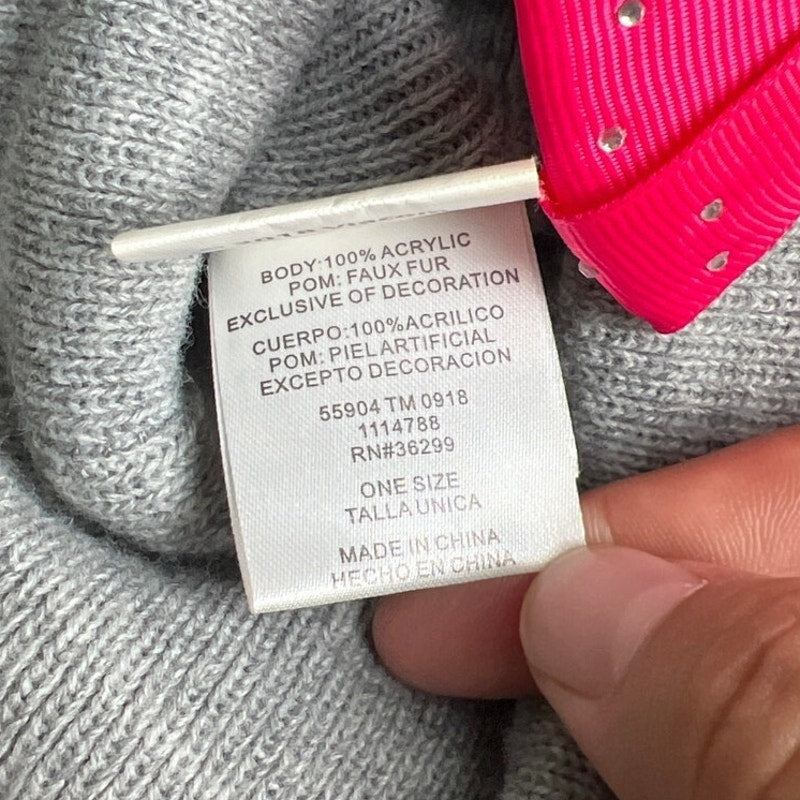 BODY:100% ACRYLIC
POM: FAUX FUR
EXCLUSIVE OF DECORATION
CUERPO:100%ACRILICO
POM: PIEL ARTIFICIAL
EXCEPTO DECORACION
55904 TM 0918
1114788
RN#36299
ONE SIZE
TALLA UNICA
MADE IN CHINA
HECHO EN CHINA